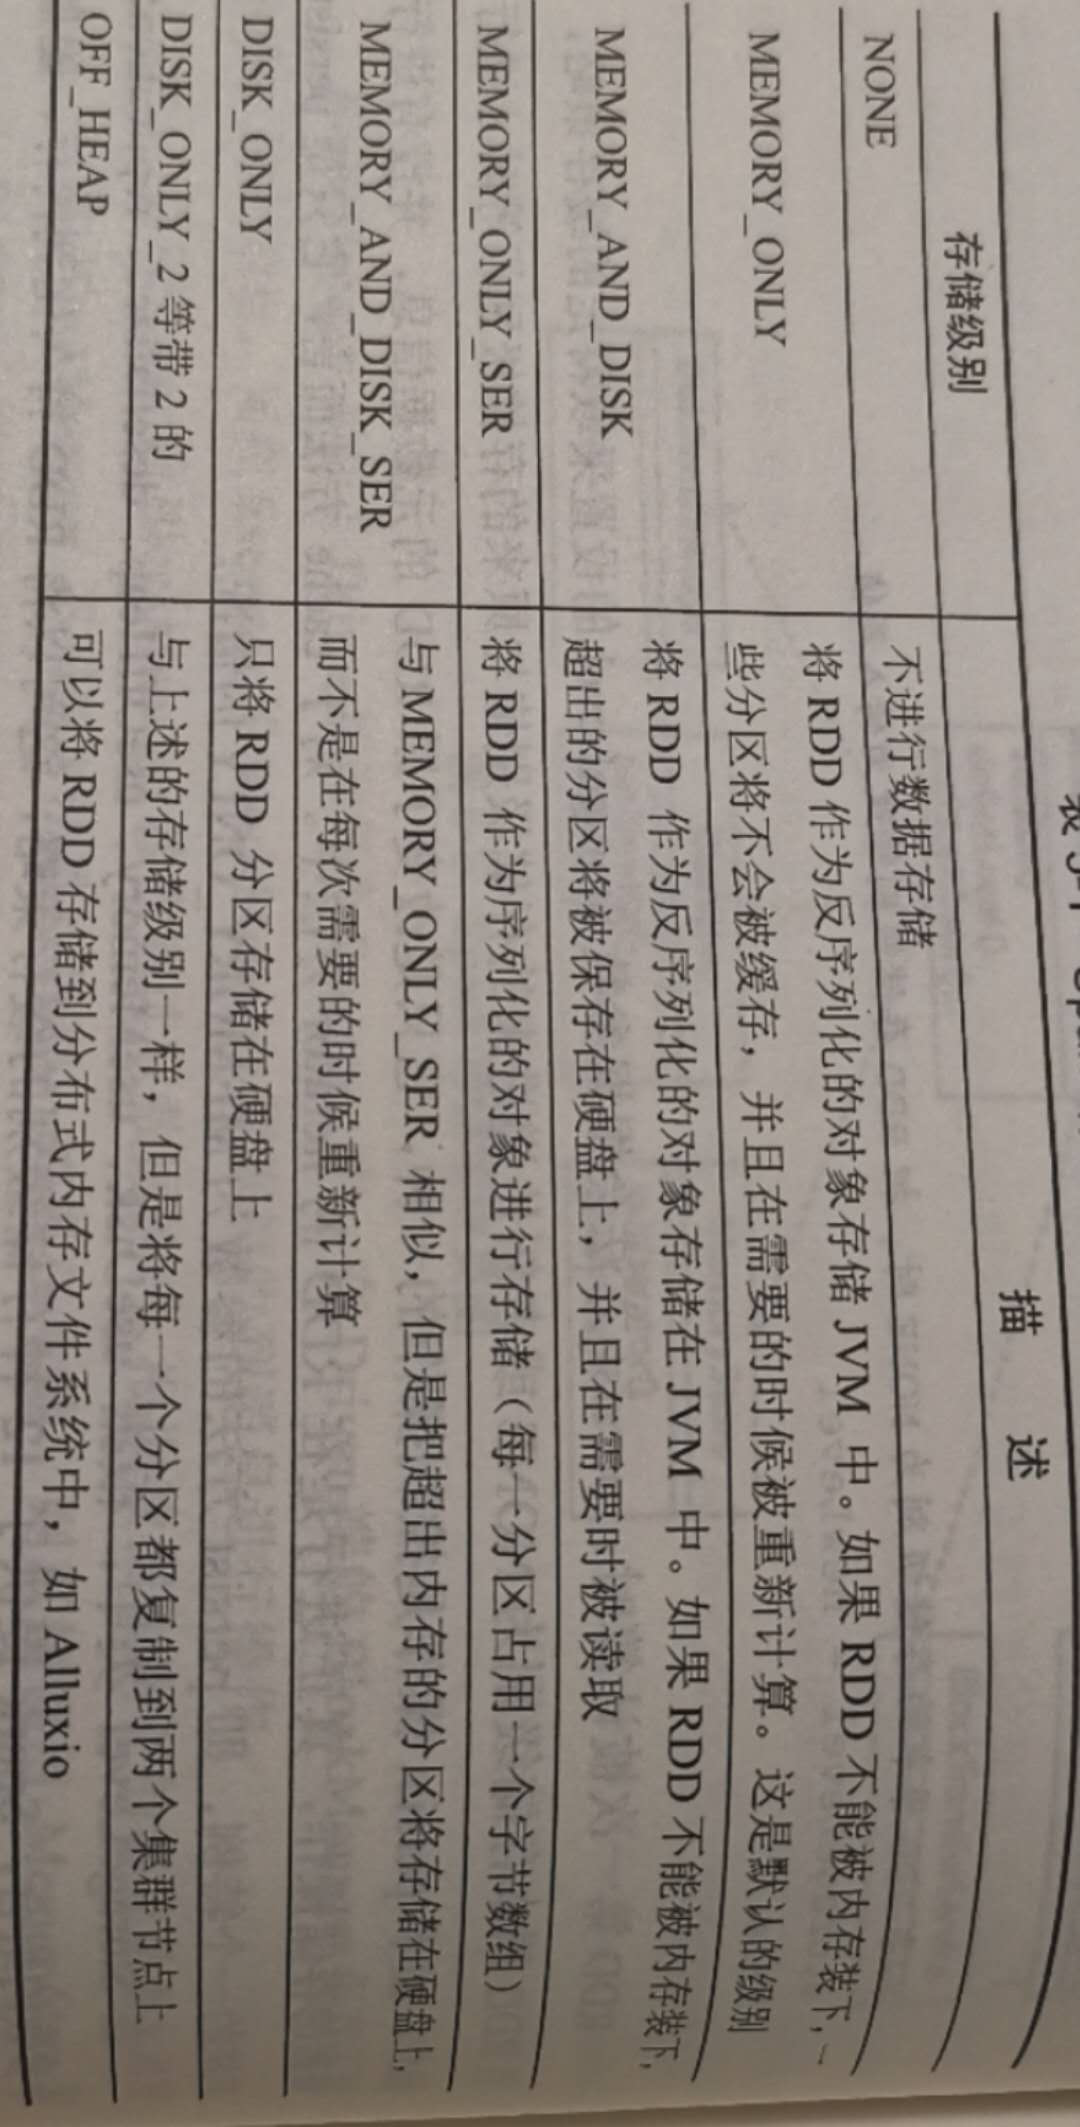 存储级别
描 述
NONE
不进行数据存储
MEMORY_ONLY
将 RDD 作为反序列化的对象存储 JVM 中。如果 RDD 不能被内存装下,一
些分区将不会被缓存，并且在需要的时候被重新计算。这是默认的级别
MEMORY_AND_DISK
将 RDD 作为反序列化的对象存储在 JVM 中。如果 RDD 不能被内存装下,
超出的分区将被保存在硬盘上，并且在需要时被读取
MEMORY_ONLY_SER
将 RDD 作为序列化的对象进行存储（每一分区占用一个字节数组）
MEMORY_AND_DISK_SER
与 MEMORY_ONLY_SER 相似，但是把超出内存的分区将存储在硬盘上,
而不是在每次需要的时候重新计算
DISK_ONLY
只将 RDD 分区存储在硬盘上
DISK_ONLY_2 等带 2 的
与上述的存储级别一样，但是将每一个分区都复制到两个集群节点上
OFF_HEAP
可以将 RDD 存储到分布式内存文件系统中，如 Alluxio